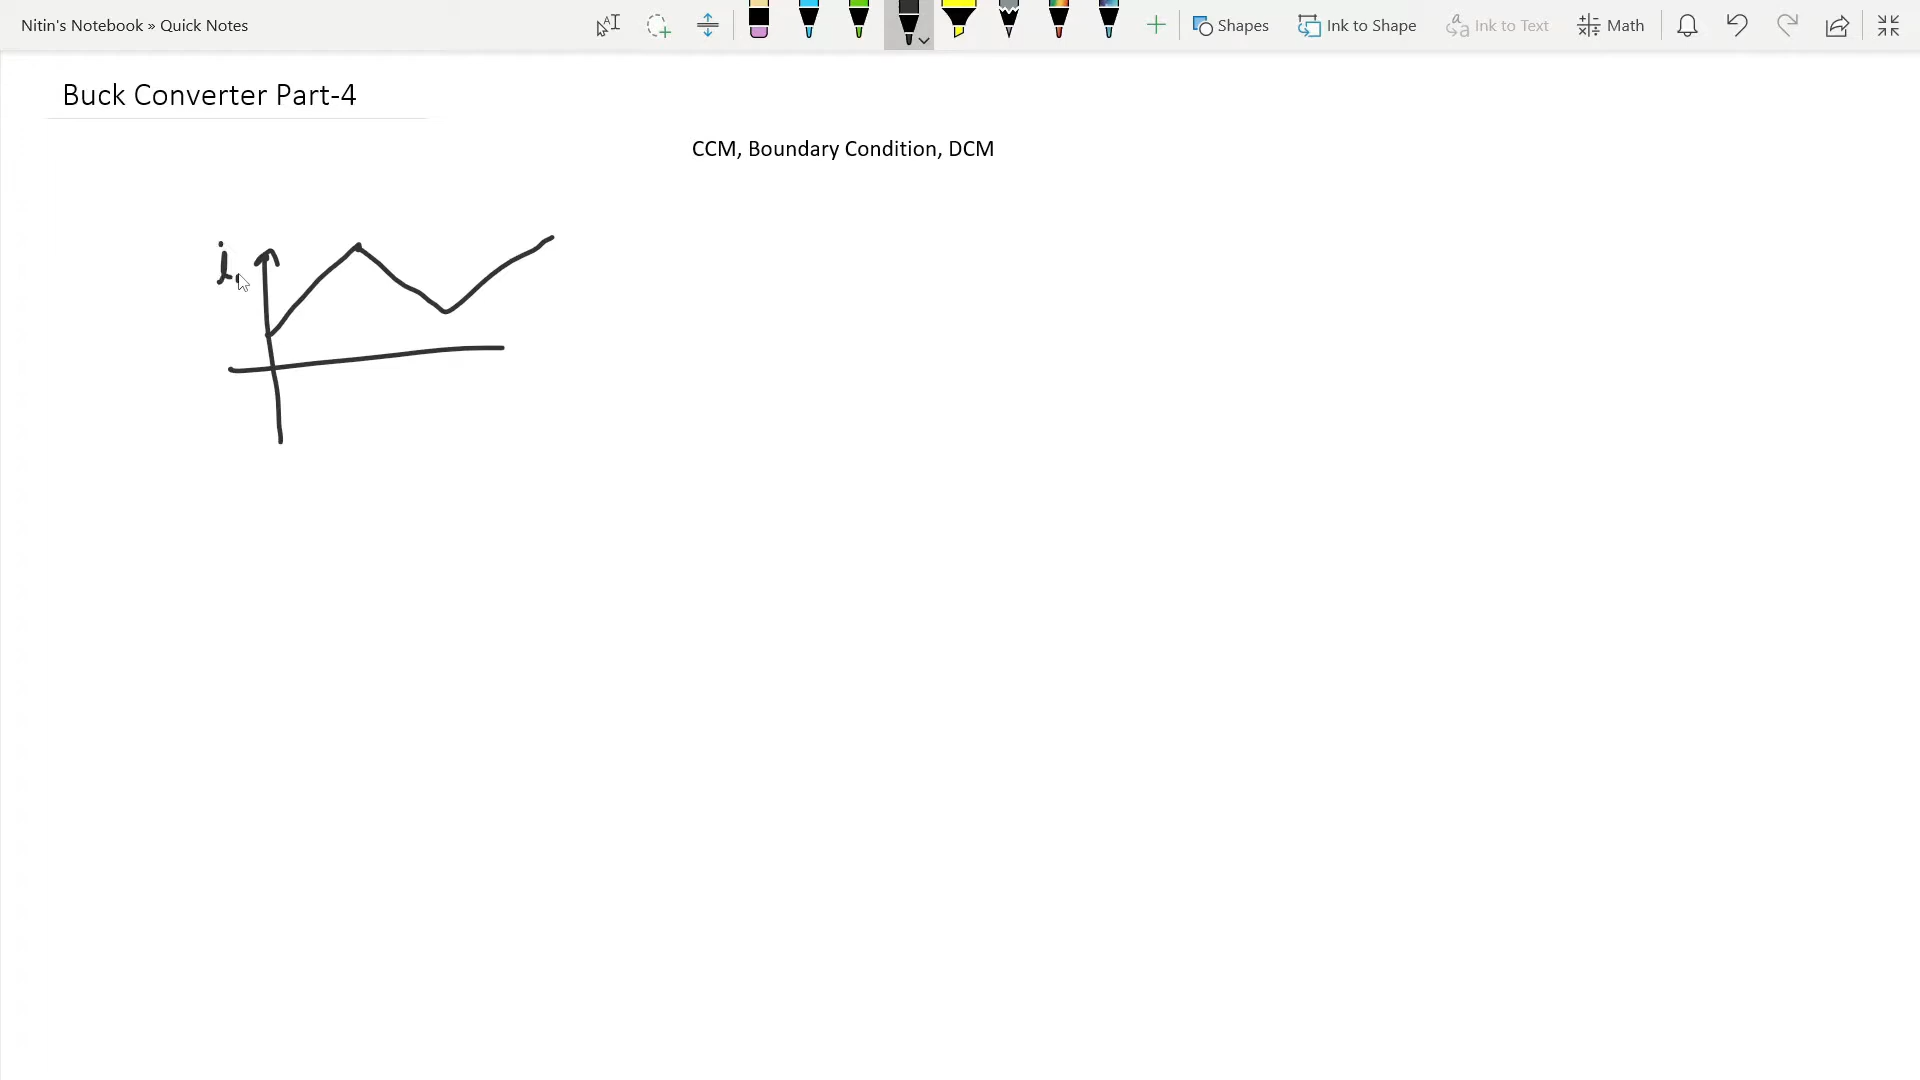 Nitin's Notebook » Quick Notes
Shapes
Ink to Shape
Ink to Text
Math
Buck Converter Part-4
CCM, Boundary Condition, DCM
i